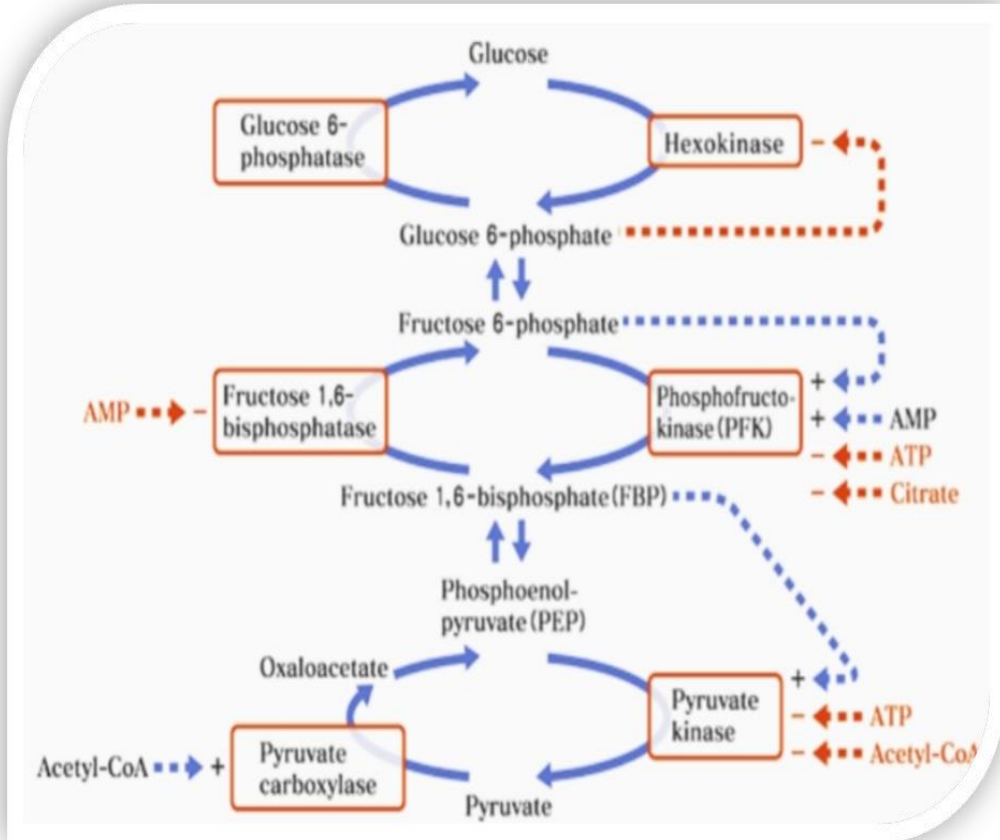 Glucose
Glucose 6-
phosphatase
Hexokinase
−
Glucose 6-phosphate
Fructose 6-phosphate
AMP
−
Fructose 1,6-
bisphosphatase
Phosphofructo-
kinase (PFK)
+
+ AMP
− ATP
− Citrate
Fructose 1,6-bisphosphate (FBP)
Phosphoenol-
pyruvate (PEP)
Oxaloacetate
Pyruvate
kinase
+
− ATP
− Acetyl-CoA
Acetyl-CoA
+
Pyruvate
carboxylase
Pyruvate